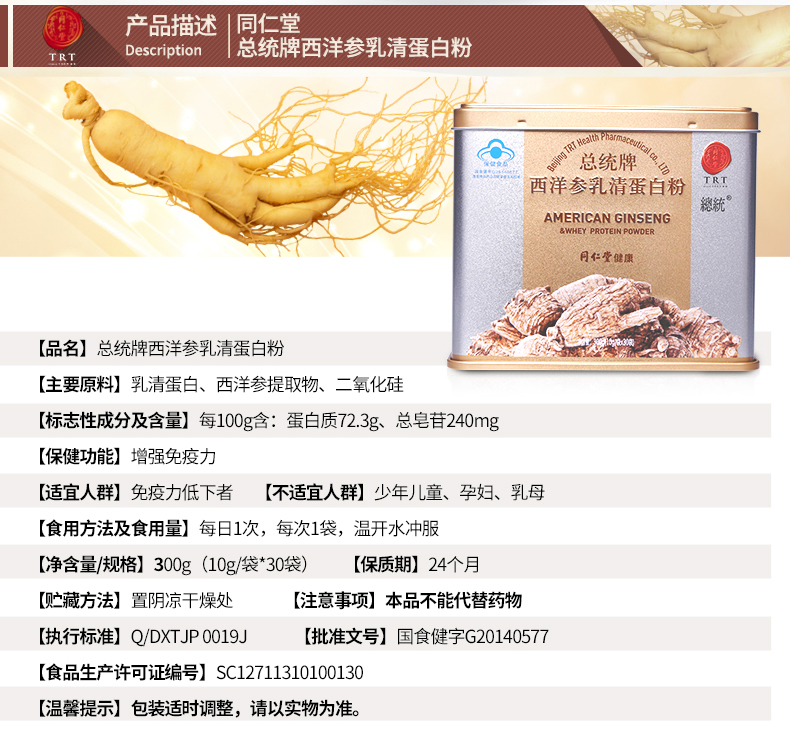 TRT
产品描述
Description
同仁堂
总统牌西洋参乳清蛋白粉
保健食品
Beijing TRT Health Pharmaceutical co., LTD
总统牌
西洋参乳清蛋白粉
AMERICAN GINSENG
&WHEY PROTEIN POWDER
同仁堂健康
TRT
總統®
【品名】总统牌西洋参乳清蛋白粉
【主要原料】乳清蛋白、西洋参提取物、二氧化硅
【标志性成分及含量】每100g含：蛋白质72.3g、总皂苷240mg
【保健功能】增强免疫力
【适宜人群】免疫力低下者 【不适宜人群】少年儿童、孕妇、乳母
【食用方法及食用量】每日1次，每次1袋，温开水冲服
【净含量/规格】300g（10g/袋*30袋） 【保质期】24个月
【贮藏方法】置阴凉干燥处 【注意事项】本品不能代替药物
【执行标准】Q/DXTJP 0019J 【批准文号】国食健字G20140577
【食品生产许可证编号】SC12711310100130
【温馨提示】包装适时调整，请以实物为准。